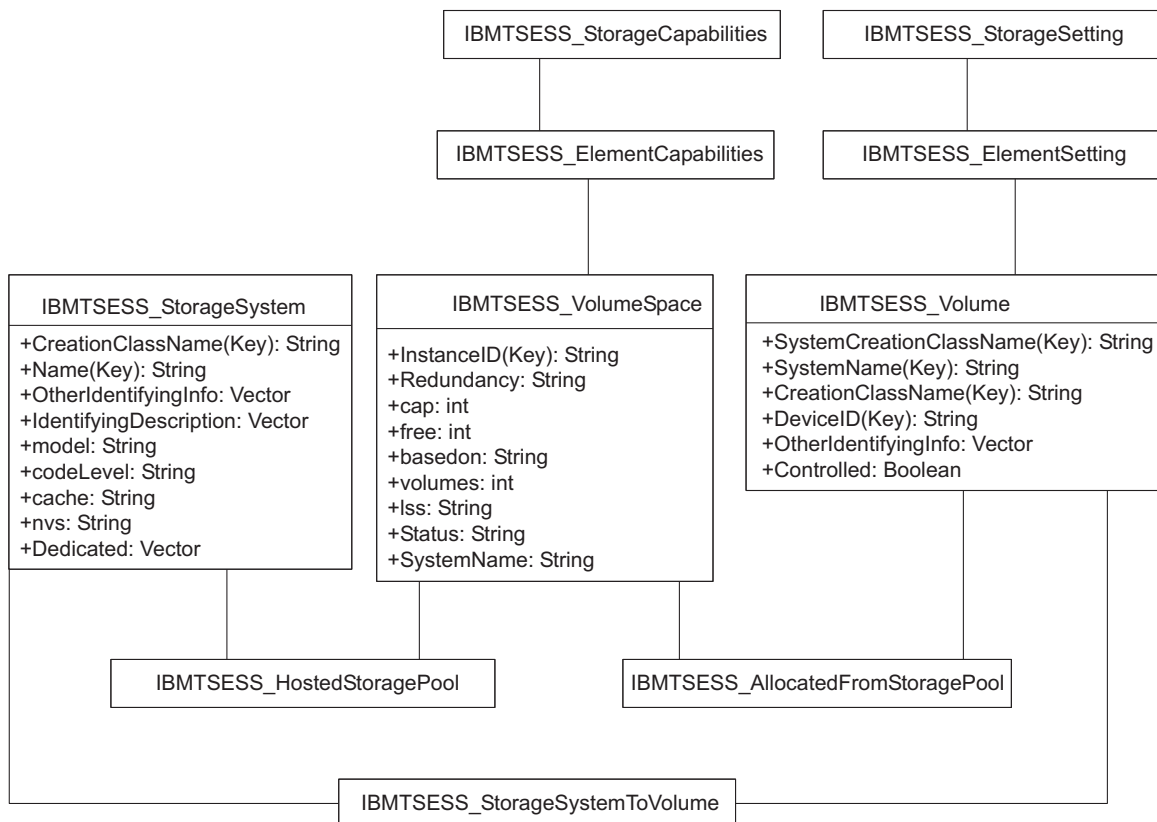 IBMTSESS_StorageCapabilities
IBMTSESS_StorageSetting
IBMTSESS_ElementCapabilities
IBMTSESS_ElementSetting
IBMTSESS_StorageSystem
+CreationClassName(Key): String
+Name(Key): String
+OtherIdentifyingInfo: Vector
+IdentifyingDescription: Vector
+model: String
+codeLevel: String
+cache: String
+nvs: String
+Dedicated: Vector
IBMTSESS_VolumeSpace
+InstanceID(Key): String
+Redundancy: String
+cap: int
+free: int
+basedon: String
+volumes: int
+lss: String
+Status: String
+SystemName: String
IBMTSESS_Volume
+SystemCreationClassName(Key): String
+SystemName(Key): String
+CreationClassName(Key): String
+DeviceID(Key): String
+OtherIdentifyingInfo: Vector
+Controlled: Boolean
IBMTSESS_HostedStoragePool
IBMTSESS_AllocatedFromStoragePool
IBMTSESS_StorageSystemToVolume